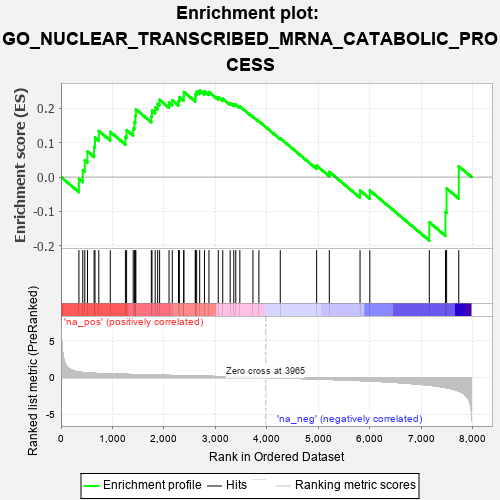 Enrichment plot:
GO_NUCLEAR_TRANSCRIBED_MRNA_CATABOLIC_PRO
CESS
Enrichment score (ES)
0.2
0.1
0.0
-0.1
-0.2
'na_pos' (positively correlated)
Ranked list metric (PreRanked)
5
0
-5
Zero cross at 3965
'na_neg' (negatively correlated)
0
1,000
2,000
3,000
4,000
5,000
6,000
7,000
8,000
Rank in Ordered Dataset
Enrichment profile
Hits
Ranking metric scores